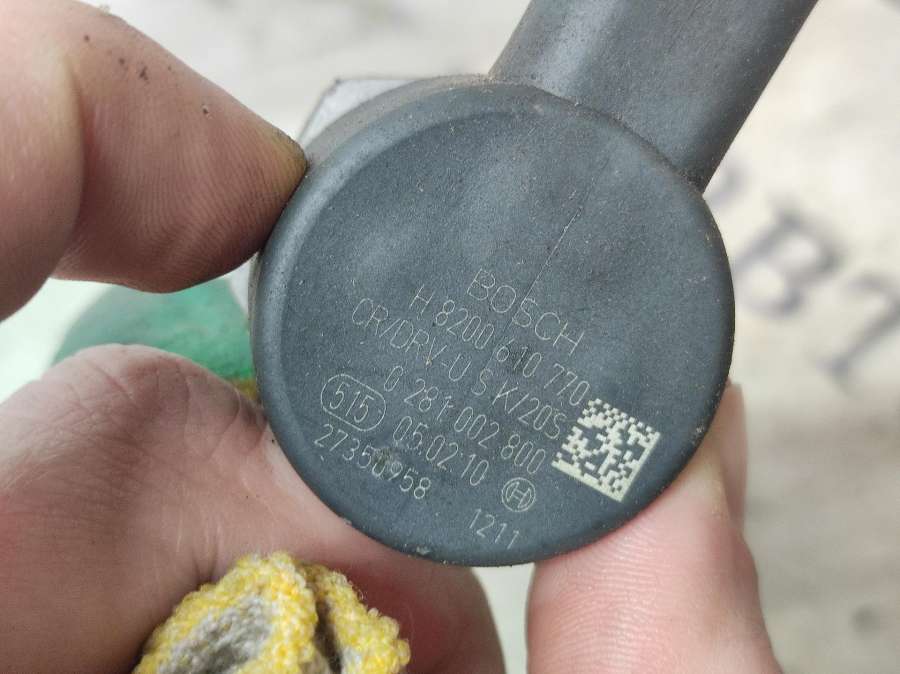 BOSCH
H 8200 610 770
CR/DRV-U S K/20S
0 281 002 800
515 05.02.10
27350958 1211